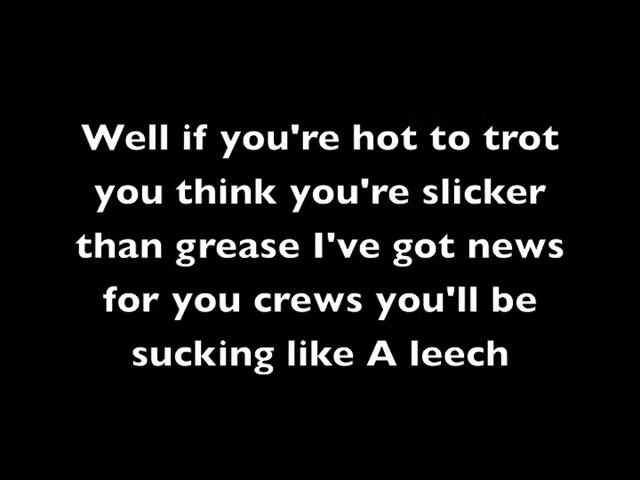 Well if you're hot to trot
you think you're slicker
than grease I've got news
for you crews you'll be
sucking like A leech